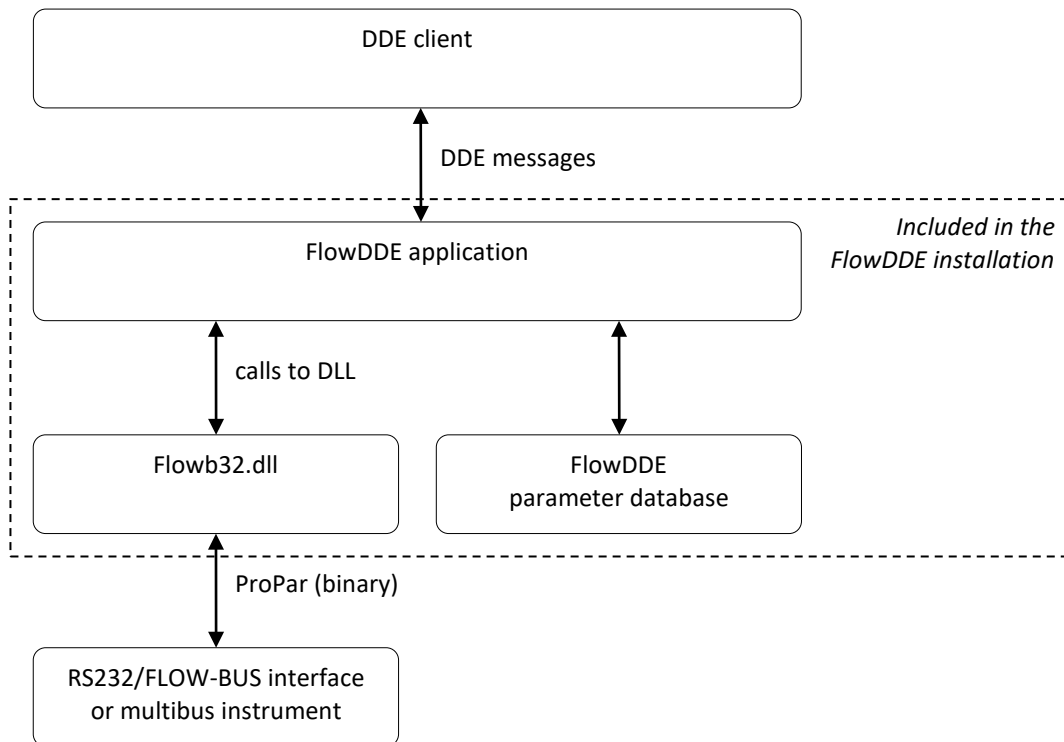 DDE client
DDE messages
Included in the
FlowDDE installation
FlowDDE application
calls to DLL
Flowb32.dll
FlowDDE
parameter database
ProPar (binary)
RS232/FLOW-BUS interface
or multibus instrument